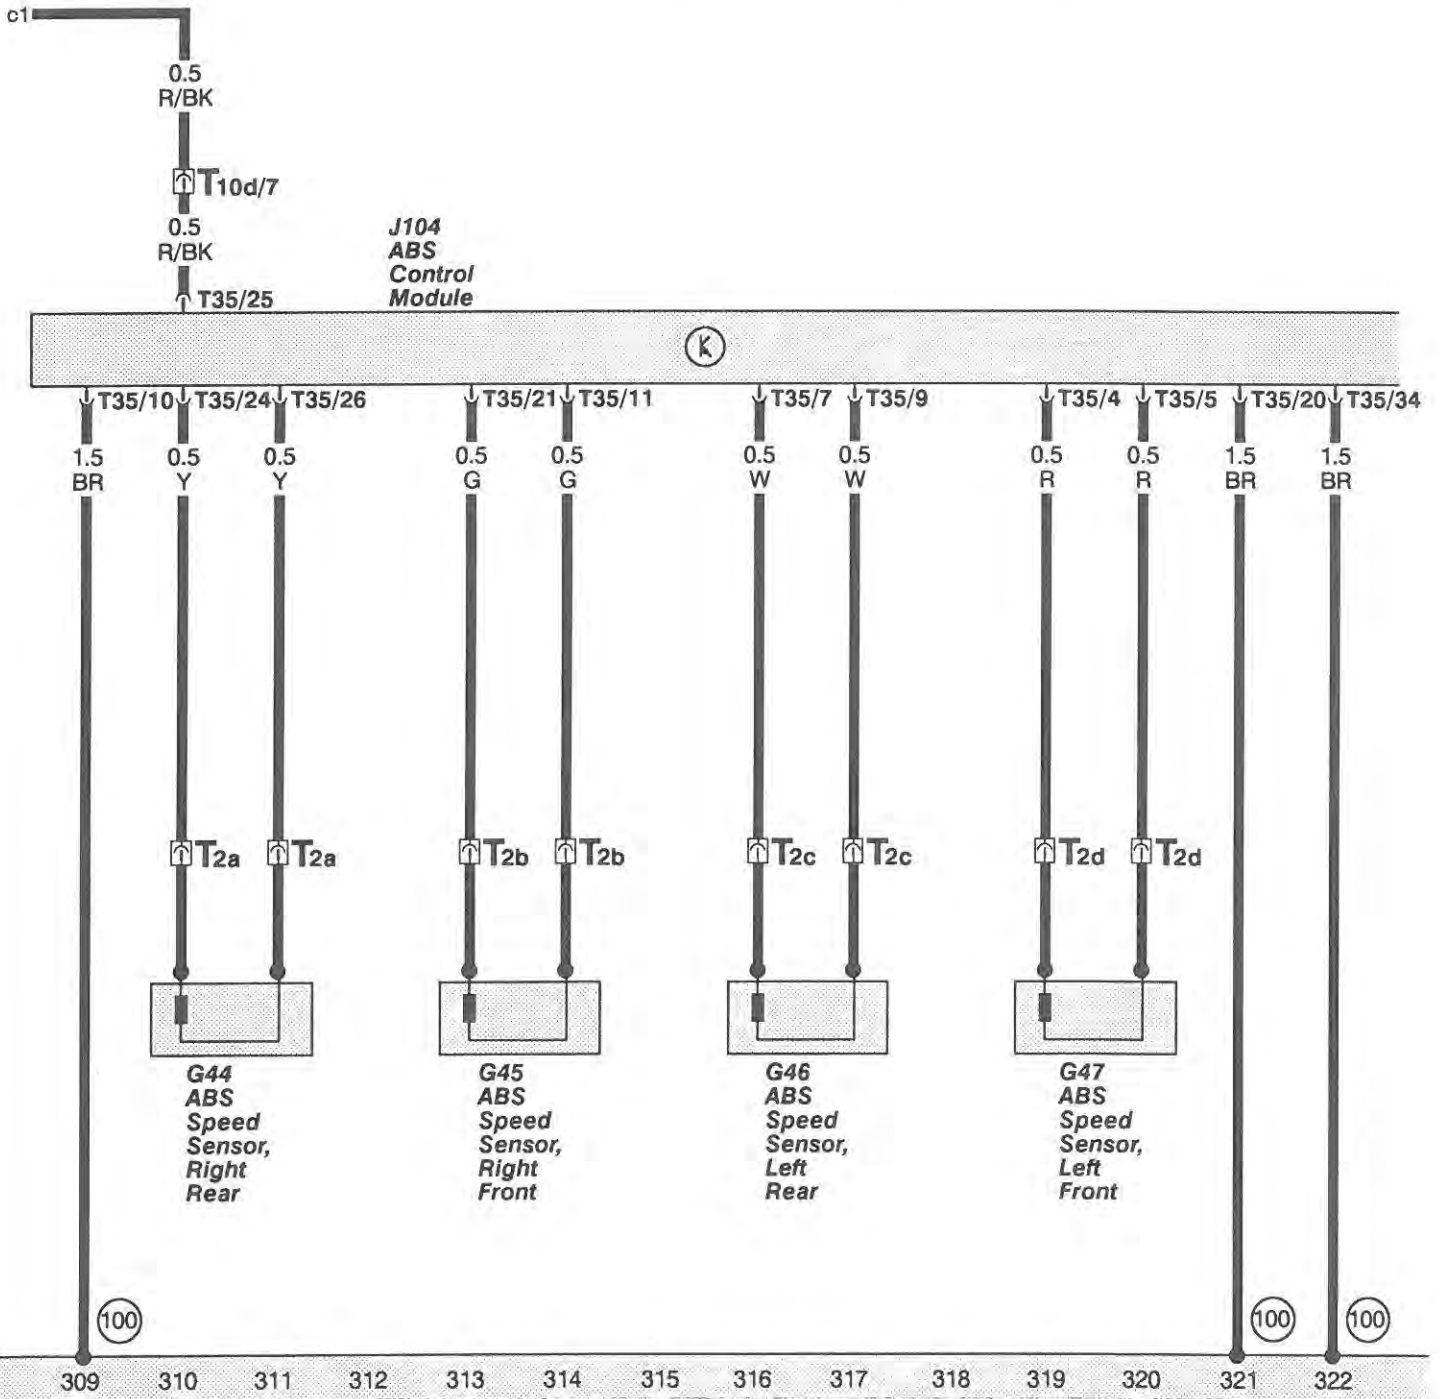 c1
0.5
R/BK
T10d/7
0.5
R/BK
T35/25
J104
ABS
Control
Module
K
T35/10 T35/24 T35/26 T35/21 T35/11 T35/7 T35/9 T35/4 T35/5 T35/20 T35/34
1.5 0.5 0.5 0.5 0.5 0.5 0.5 0.5 0.5 1.5 1.5
BR Y Y G G W W R R BR BR
T2a T2a T2b T2b T2c T2c T2d T2d
G44
ABS
Speed
Sensor,
Right
Rear
G45
ABS
Speed
Sensor,
Right
Front
G46
ABS
Speed
Sensor,
Left
Rear
G47
ABS
Speed
Sensor,
Left
Front
100 100 100
309 310 311 312 313 314 315 316 317 318 319 320 321 322